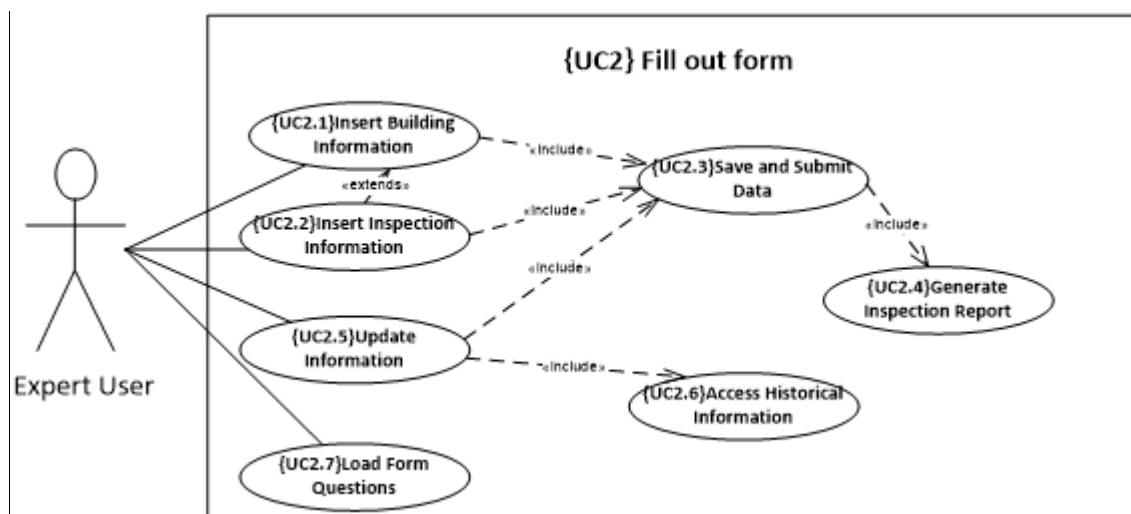 {UC2} Fill out form
{UC2.1}Insert Building
Information
«Include»
{UC2.3}Save and Submit
Data
«extends»
{UC2.2}Insert Inspection
Information
«Include»
«Include»
«Include»
{UC2.4}Generate
Inspection Report
{UC2.5}Update
Information
«Include»
{UC2.6}Access Historical
Information
Expert User
{UC2.7}Load Form
Questions